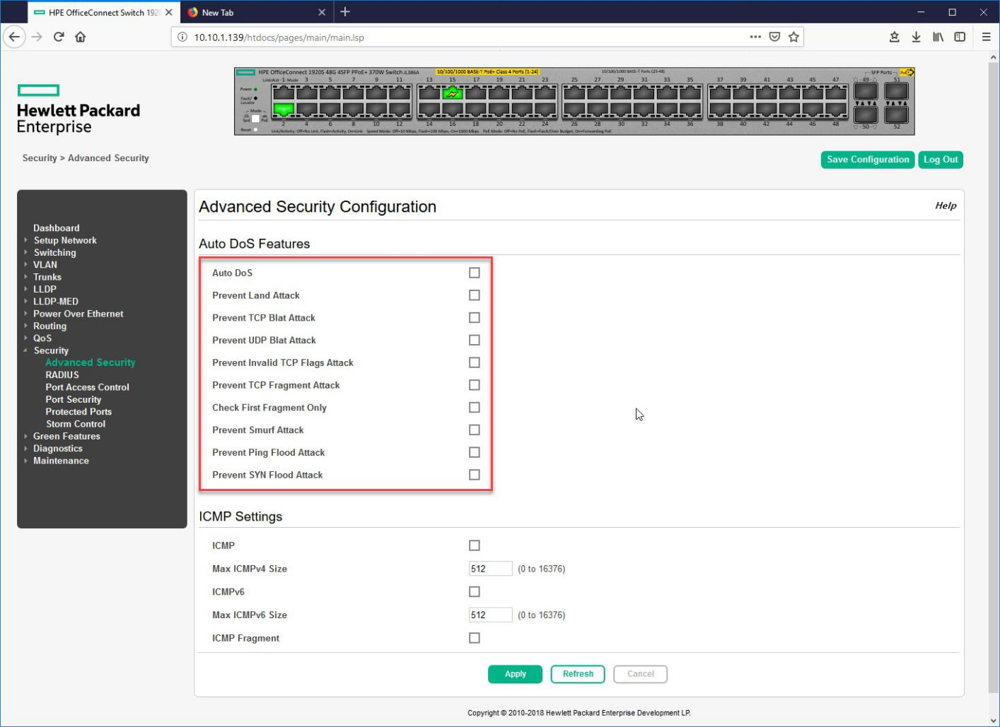 HPE OfficeConnect Switch 192
New Tab
10.10.1.139/htdocs/pages/main/main.lsp
HPE OfficeConnect 1920S 48G 4SFP PPoE+ 370W Switch JL386A
10/100/1000 BASE-T PoE+ Class 4 Ports [1-24]
10/100/1000 BASE-T Ports (25-48)
SFP Ports
PoE+
Link/Act 1 Mode 3 5 7 9 11 13 15 17 19 21 23 25 27 29 31 33 35 37 39 41 43 45 47 49 51
Power
Fault/
Locator
Mode
Spd PoE
Reset
2 4 6 8 10 12 14 16 18 20 22 24 26 28 30 32 34 36 38 40 42 44 46 48 50 52
Link/Activity: Off=No Link, Flash=Activity, On=Link Speed Mode: Off=10 Mbps, Flash=100 Mbps, On=1000 Mbps PoE Mode: Off=No PoE, Flash=Fault/Over Budget, On=Forwarding PoE
Hewlett Packard
Enterprise
Security > Advanced Security
Save Configuration
Log Out
Dashboard
Setup Network
Switching
VLAN
Trunks
LLDP
LLDP-MED
Power Over Ethernet
Routing
QoS
Security
Advanced Security
RADIUS
Port Access Control
Port Security
Protected Ports
Storm Control
Green Features
Diagnostics
Maintenance
Advanced Security Configuration
Help
Auto DoS Features
Auto DoS
Prevent Land Attack
Prevent TCP Blat Attack
Prevent UDP Blat Attack
Prevent Invalid TCP Flags Attack
Prevent TCP Fragment Attack
Check First Fragment Only
Prevent Smurf Attack
Prevent Ping Flood Attack
Prevent SYN Flood Attack
ICMP Settings
ICMP
Max ICMPv4 Size 512 (0 to 16376)
ICMPv6
Max ICMPv6 Size 512 (0 to 16376)
ICMP Fragment
Apply
Refresh
Cancel
Copyright © 2010-2018 Hewlett Packard Enterprise Development LP.